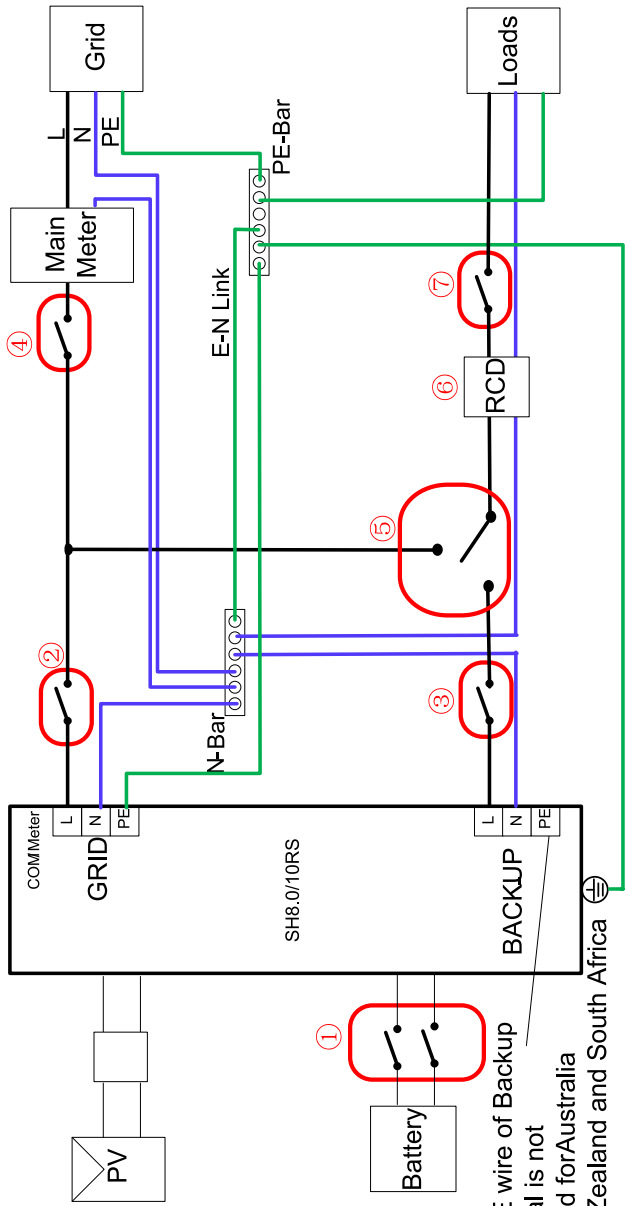 Grid
L
N
PE
Main
Meter
④
②
PE-Bar
E-N Link
N-Bar
Loads
⑦
⑥
RCD
⑤
③
COMMeter
L
N
PE
GRID
SH8.0/10RS
L
N
PE
BACKUP
PV
①
Battery
wire of Backup
is not
forAustralia
Zealand and South Africa